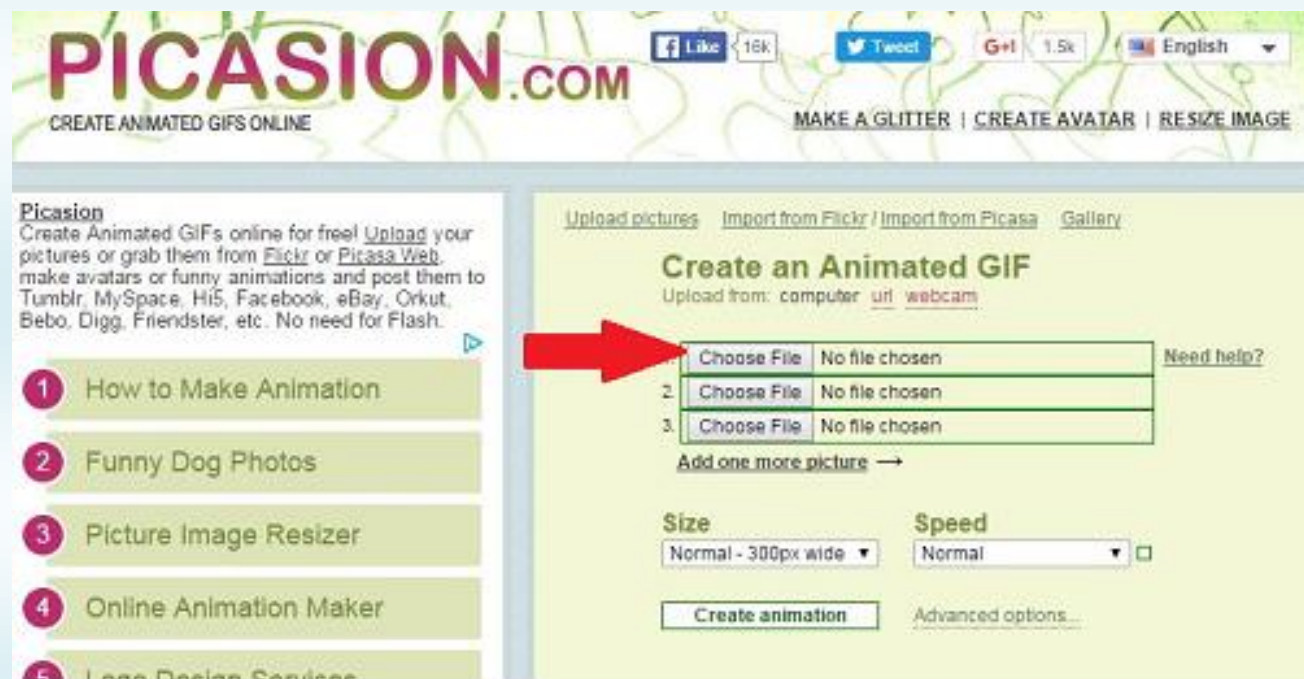 PICASION.COM
CREATE ANIMATED GIFS ONLINE
Like 16k Tweet G+1 1.5k English
MAKE A GLITTER | CREATE AVATAR | RESIZE IMAGE
Picasion
Create Animated GIFs online for free! Upload your
pictures or grab them from Flickr or Picasa Web,
make avatars or funny animations and post them to
Tumblr, MySpace, Hi5, Facebook, eBay, Orkut,
Bebo, Digg, Friendster, etc. No need for Flash.
1 How to Make Animation
2 Funny Dog Photos
3 Picture Image Resizer
4 Online Animation Maker
5 Logo Design Services
Upload pictures Import from Flickr / Import from Picasa Gallery
Create an Animated GIF
Upload from: computer url webcam
Choose File No file chosen Need help?
2. Choose File No file chosen
3. Choose File No file chosen
Add one more picture →
Size Speed
Normal - 300px wide Normal
Create animation Advanced options...